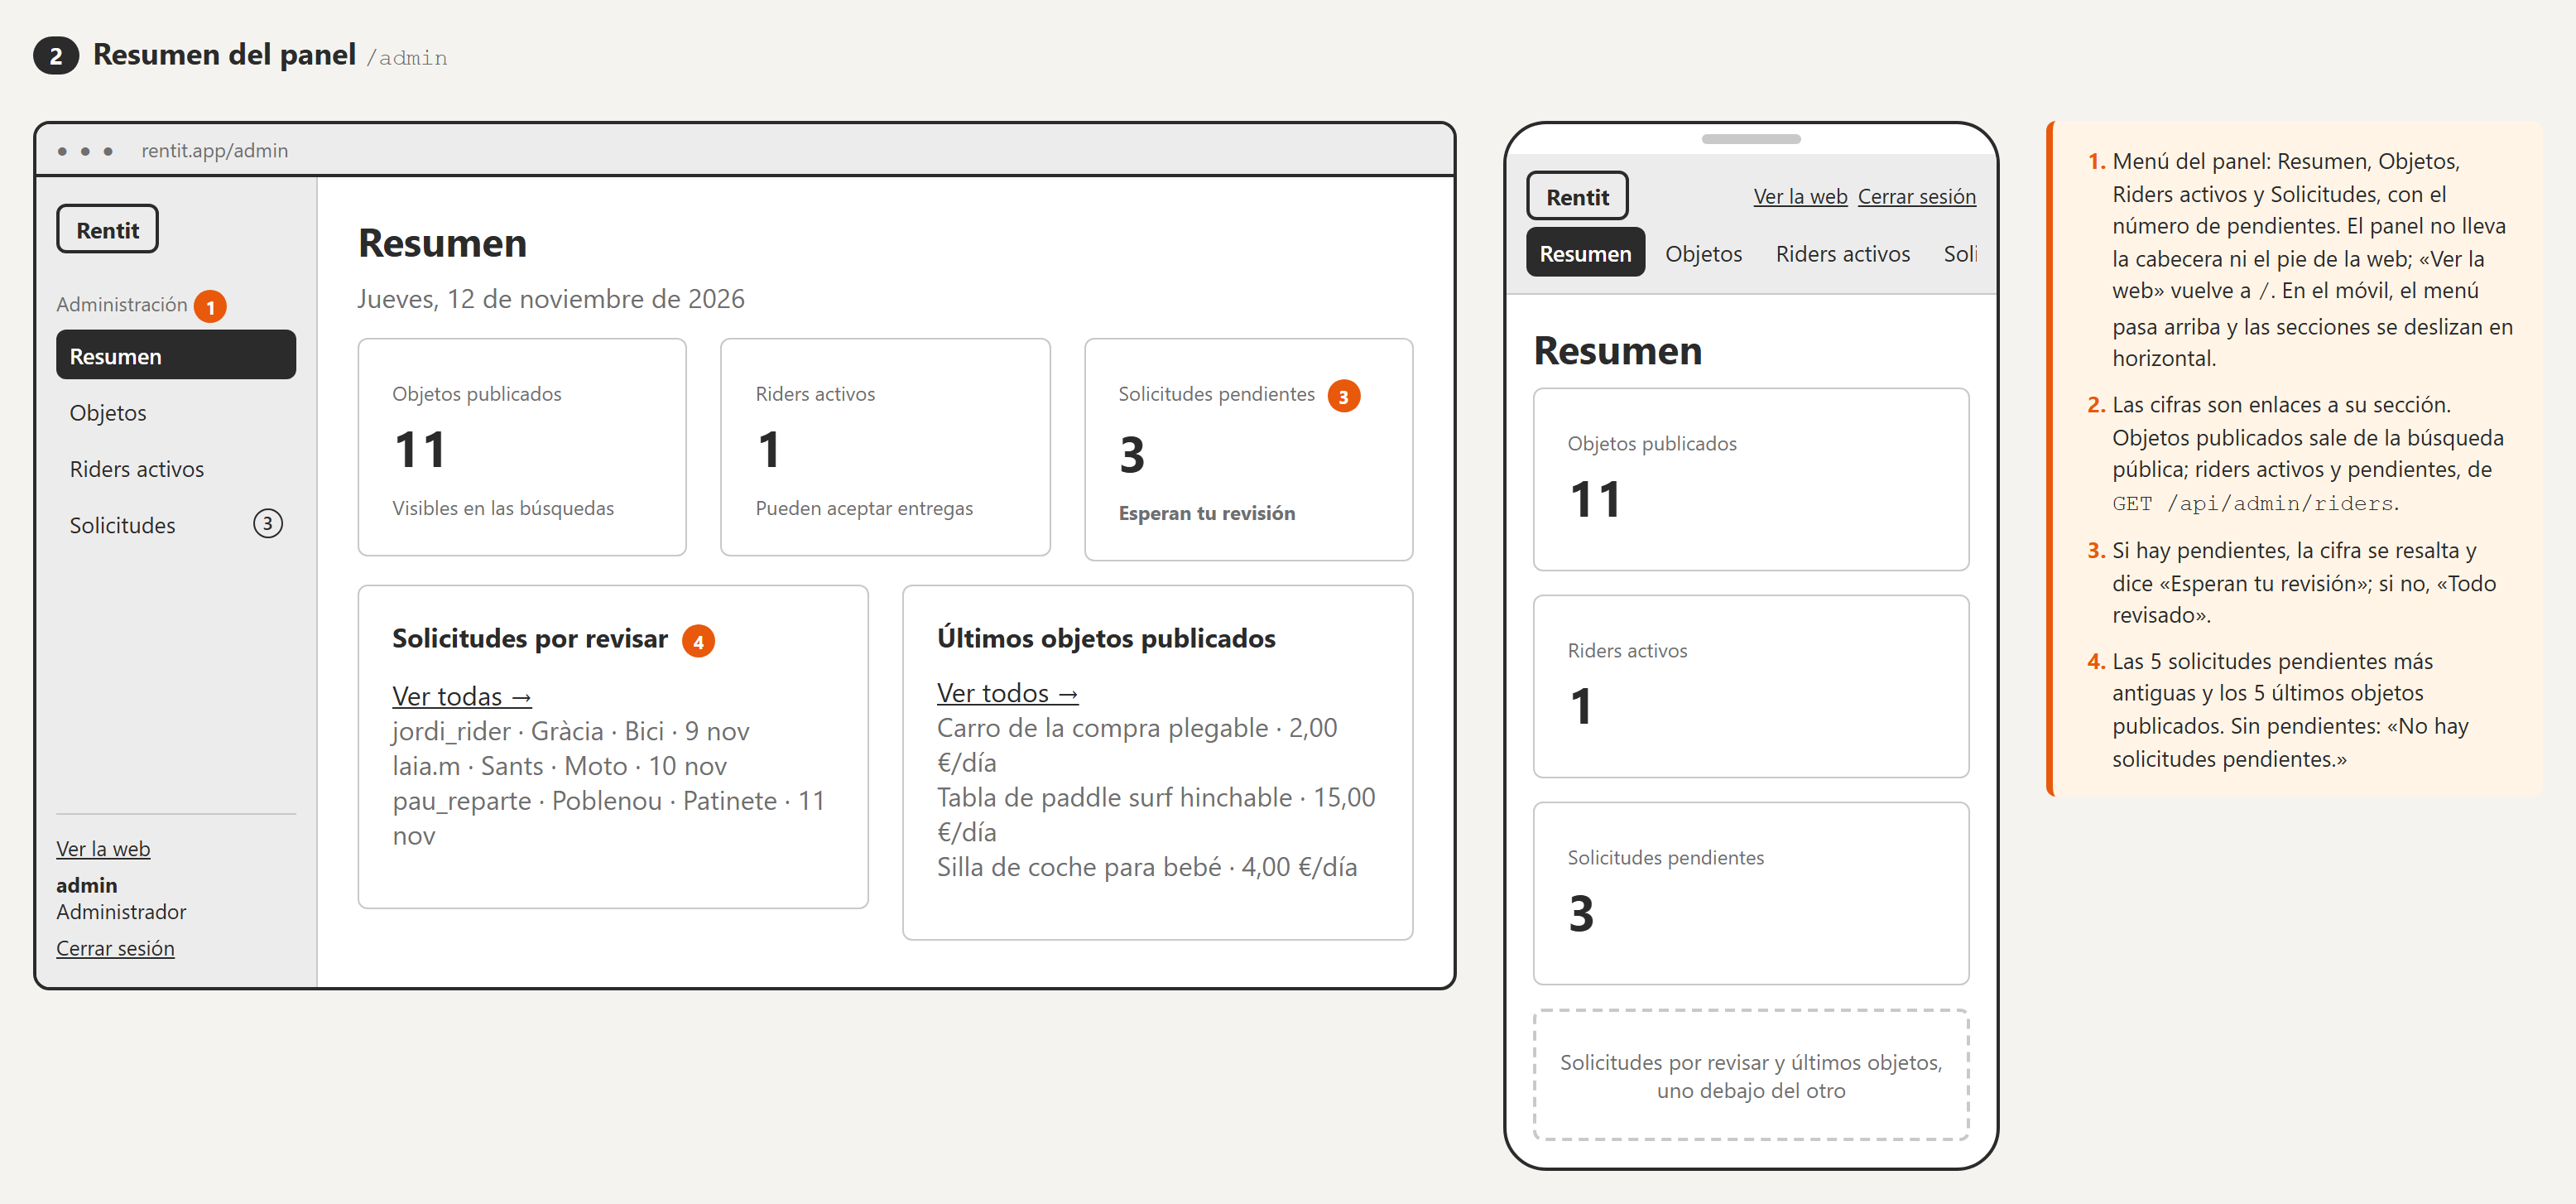 2 Resumen del panel /admin
rentit.app/admin
Rentit
Administración 1
Resumen
Objetos
Riders activos
Solicitudes 3
Ver la web
admin
Administrador
Cerrar sesión
Resumen
Jueves, 12 de noviembre de 2026
Objetos publicados
11
Visibles en las búsquedas
Riders activos
1
Pueden aceptar entregas
Solicitudes pendientes 3
3
Esperan tu revisión
Solicitudes por revisar 4
Ver todas →
jordi_rider · Gràcia · Bici · 9 nov
laia.m · Sants · Moto · 10 nov
pau_reparte · Poblenou · Patinete · 11
nov
Últimos objetos publicados
Ver todos →
Carro de la compra plegable · 2,00
€/día
Tabla de paddle surf hinchable · 15,00
€/día
Silla de coche para bebé · 4,00 €/día
Rentit
Ver la web Cerrar sesión
Resumen Objetos Riders activos Soli
Resumen
Objetos publicados
11
Riders activos
1
Solicitudes pendientes
3
Solicitudes por revisar y últimos objetos,
uno debajo del otro
1. Menú del panel: Resumen, Objetos,
Riders activos y Solicitudes, con el
número de pendientes. El panel no lleva
la cabecera ni el pie de la web; «Ver la
web» vuelve a /. En el móvil, el menú
pasa arriba y las secciones se deslizan en
horizontal.
2. Las cifras son enlaces a su sección.
Objetos publicados sale de la búsqueda
pública; riders activos y pendientes, de
GET /api/admin/riders.
3. Si hay pendientes, la cifra se resalta y
dice «Esperan tu revisión»; si no, «Todo
revisado».
4. Las 5 solicitudes pendientes más
antiguas y los 5 últimos objetos
publicados. Sin pendientes: «No hay
solicitudes pendientes.»